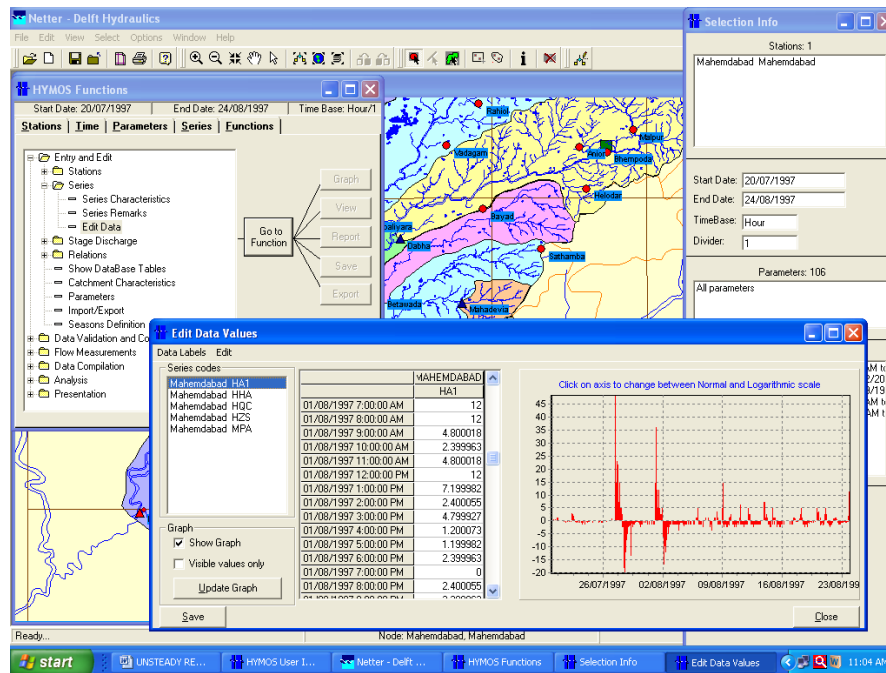 Netter - Delft Hydraulics
File Edit View Select Options Window Help
HYMOS Functions
Start Date: 20/07/1997 End Date: 24/08/1997 Time Base: Hour/1
Stations Time Parameters Series Functions
Entry and Edit
Stations
Series
Series Characteristics
Series Remarks
Edit Data
Stage Discharge
Relations
Show DataBase Tables
Catchment Characteristics
Parameters
Import/Export
Seasons Definition
Data Validation and Co
Flow Measurements
Data Compilation
Analysis
Presentation
Go to
Function
Graph
View
Report
Save
Export
Rahiol
Vadagam
Malpur
Anior
Bhempoda
Helodar
Bayad
paliyara
Dabha
Sathamba
Betawada
Mahadevia
Selection Info
Stations: 1
Mahemdabad Mahemdabad
Start Date: 20/07/1997
End Date: 24/08/1997
TimeBase: Hour
Divider: 1
Parameters: 106
All parameters
Edit Data Values
Data Labels Edit
Series codes
Mahemdabad HA1
Mahemdabad HHA
Mahemdabad HQC
Mahemdabad HZS
Mahemdabad MPA
Graph
Show Graph
Visible values only
Update Graph
Save
MAHEMDABAD
HA1
01/08/1997 7:00:00 AM 12
01/08/1997 8:00:00 AM 12
01/08/1997 9:00:00 AM 4.800018
01/08/1997 10:00:00 AM 2.399963
01/08/1997 11:00:00 AM 4.800018
01/08/1997 12:00:00 PM 12
01/08/1997 1:00:00 PM 7.199982
01/08/1997 2:00:00 PM 2.400055
01/08/1997 3:00:00 PM 4.799927
01/08/1997 4:00:00 PM 1.200073
01/08/1997 5:00:00 PM 1.199982
01/08/1997 6:00:00 PM 2.399963
01/08/1997 7:00:00 PM 0
01/08/1997 8:00:00 PM 2.400055
Click on axis to change between Normal and Logarithmic scale
45
40
35
30
25
20
15
10
5
0
-5
-10
-15
-20
26/07/1997 02/08/1997 09/08/1997 16/08/1997 23/08/199
Close
Ready... Node: Mahemdabad, Mahemdabad
start UNSTEADY RE... HYMOS User I... Netter - Delft ... HYMOS Functions Selection Info Edit Data Values 11:04 AM